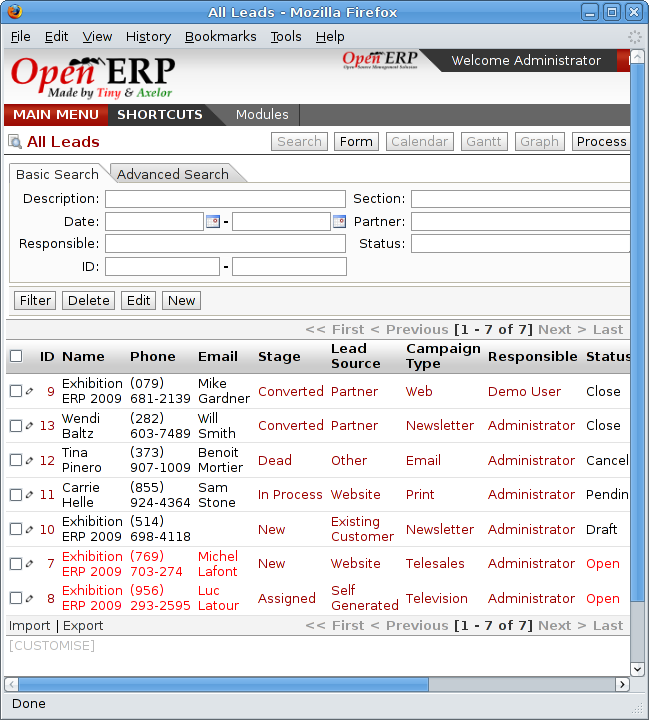 All Leads - Mozilla Firefox
File Edit View History Bookmarks Tools Help
Open ERP
Made by Tiny & Axelor
Open ERP
Open Source Management Solution
Welcome Administrator
MAIN MENU SHORTCUTS Modules
All Leads Search Form Calendar Gantt Graph Process
Basic Search Advanced Search
Description: Section:
Date: - Partner:
Responsible: Status:
ID: -
Filter Delete Edit New
<< First < Previous [1 - 7 of 7] Next > Last
ID Name Phone Email Stage Lead Source Campaign Type Responsible Status
9 Exhibition ERP 2009 (079) 681-2139 Mike Gardner Converted Partner Web Demo User Close
13 Wendi Baltz (282) 603-7489 Will Smith Converted Partner Newsletter Administrator Close
12 Tina Pinero (373) 907-1009 Benoit Mortier Dead Other Email Administrator Cancel
11 Carrie Helle (855) 924-4364 Sam Stone In Process Website Print Administrator Pendin
10 Exhibition ERP 2009 (514) 698-4118 New Existing Customer Newsletter Administrator Draft
7 Exhibition ERP 2009 (769) 703-274 Michel Lafont New Website Telesales Administrator Open
8 Exhibition ERP 2009 (956) 293-2595 Luc Latour Assigned Self Generated Television Administrator Open
Import | Export << First < Previous [1 - 7 of 7] Next > Last
[CUSTOMISE]
Done